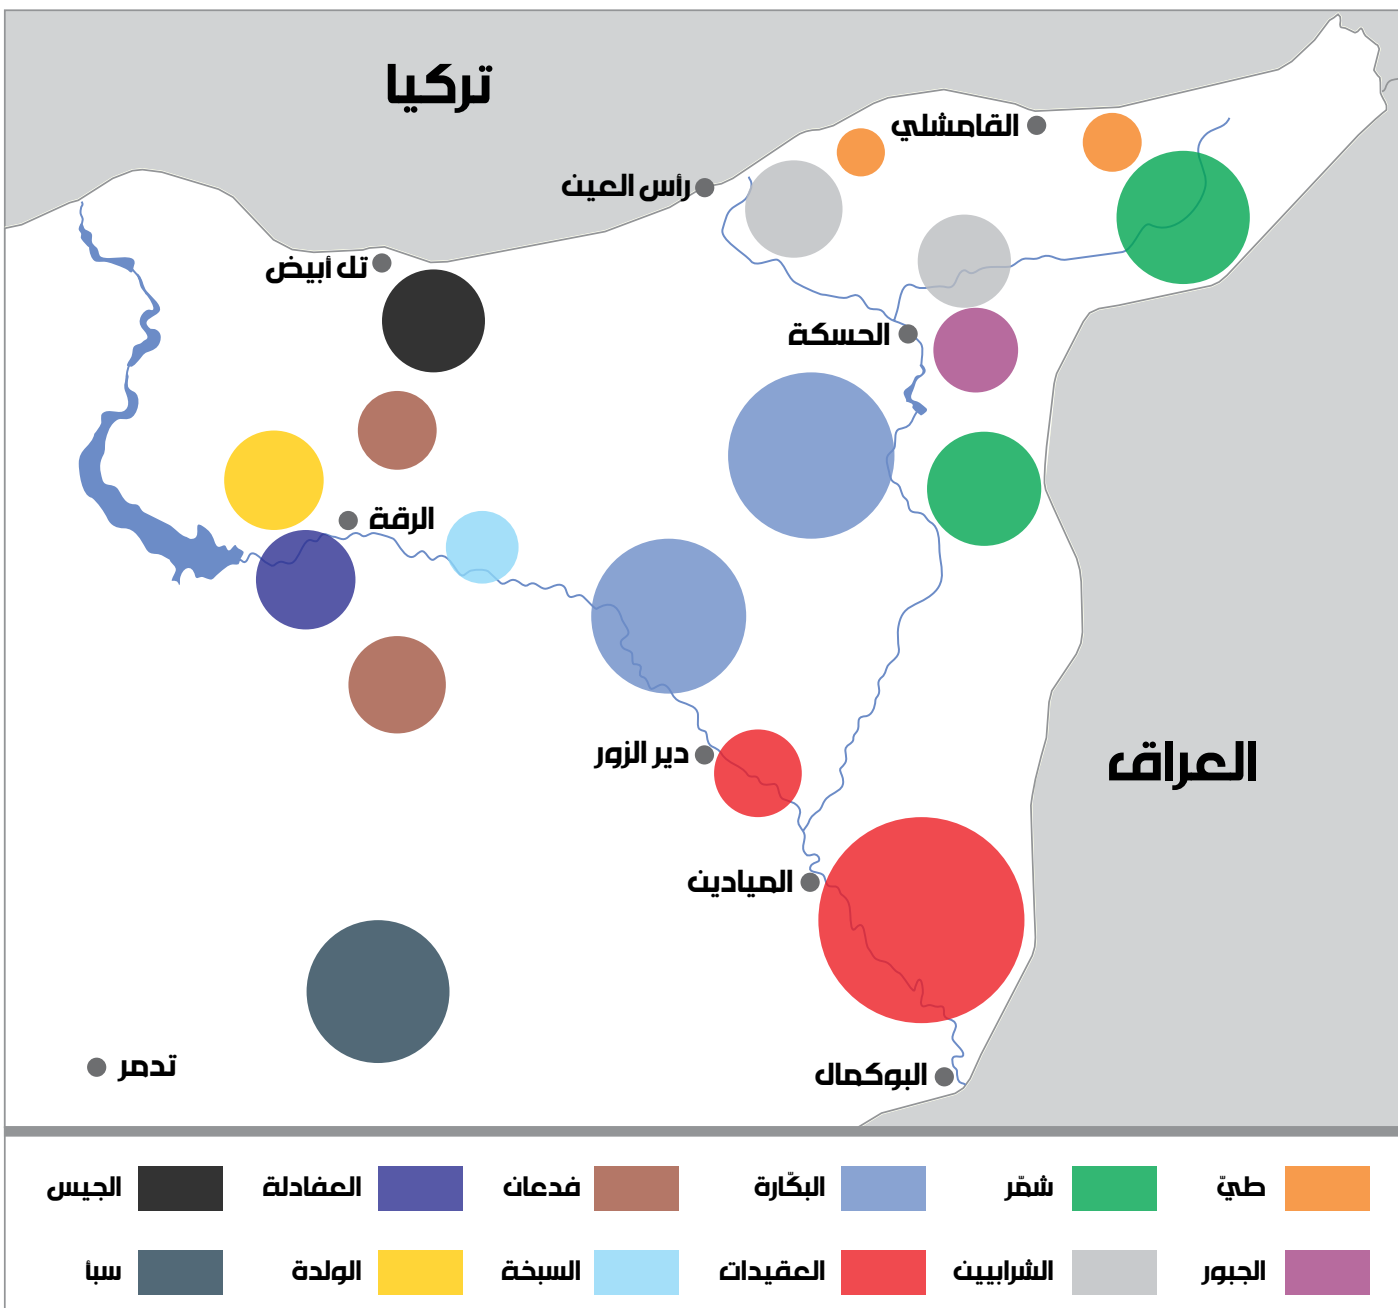 تركيا
القامشلي
رأس العين
تل أبيض
الحسكة
الرقة
دير الزور
العراق
الميادين
تدمر
البوكمال
طيّ
شمّر
البكّارة
فدعان
العفادلة
الجيس
الجبور
الشرابيين
العقيدات
السبخة
الولدة
سبأ